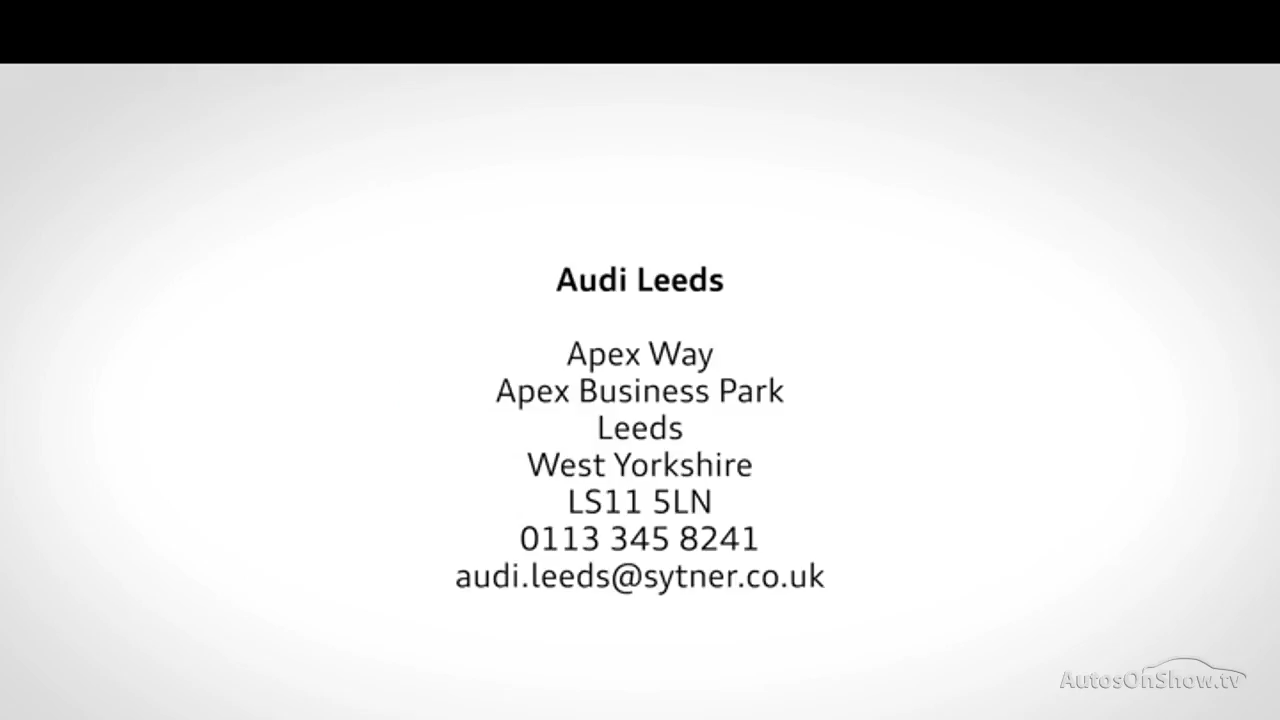 Audi Leeds
Apex Way
Apex Business Park
Leeds
West Yorkshire
LS11 5LN
0113 345 8241
audi.leeds@sytner.co.uk
AutosOnShow.tv